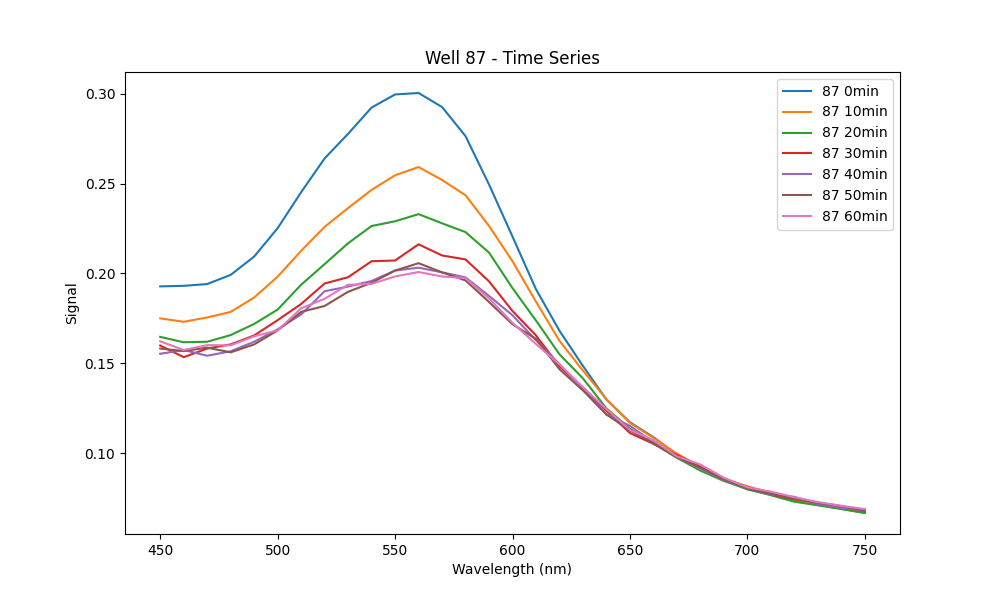 Well 87 - Time Series
87 0min
87 10min
87 20min
87 30min
87 40min
87 50min
87 60min
Signal
0.30
0.25
0.20
0.15
0.10
450 500 550 600 650 700 750
Wavelength (nm)